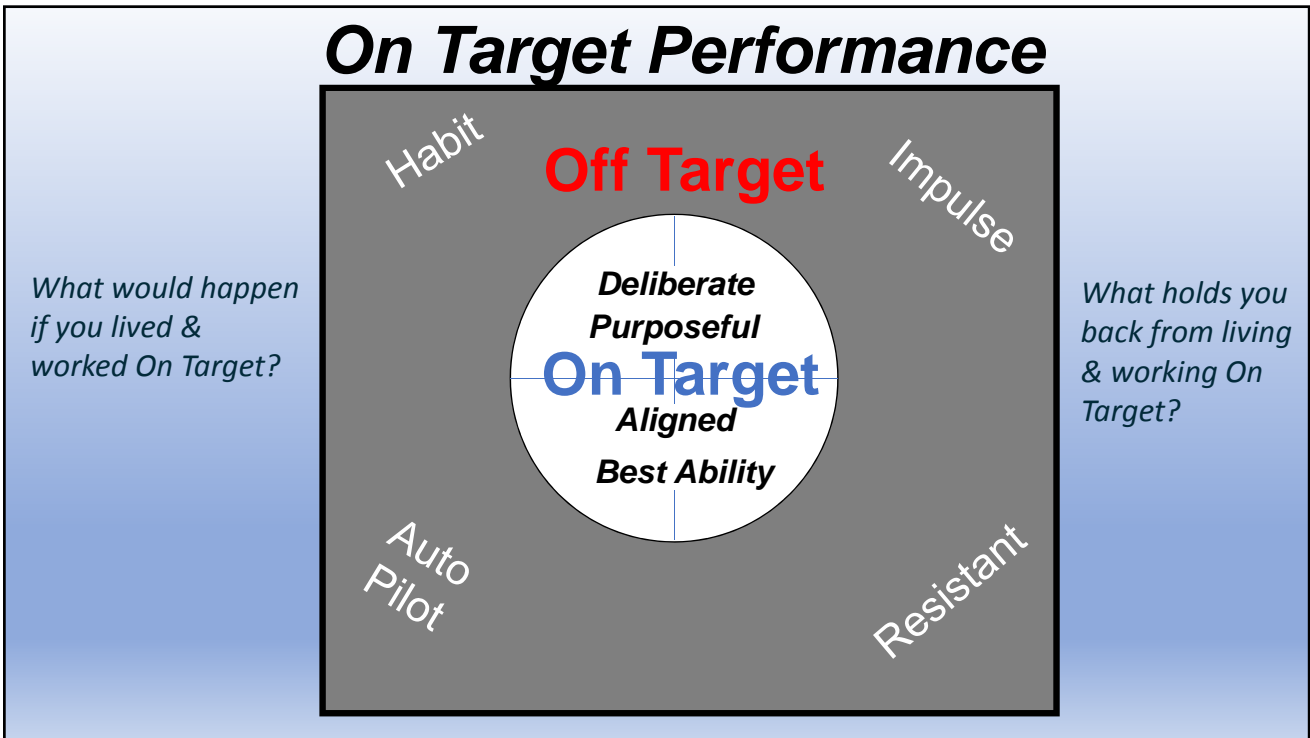 On Target Performance
Habit
Off Target
Impulse
What would happen
if you lived &
worked On Target?
Deliberate
Purposeful
On Target
Aligned
Best Ability
What holds you
back from living
& working On
Target?
Auto
Pilot
Resistant